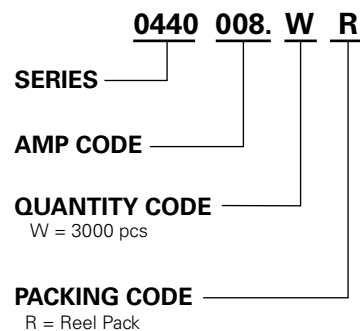 0440 008. W R
SERIES
AMP CODE
QUANTITY CODE
W = 3000 pcs
PACKING CODE
R = Reel Pack